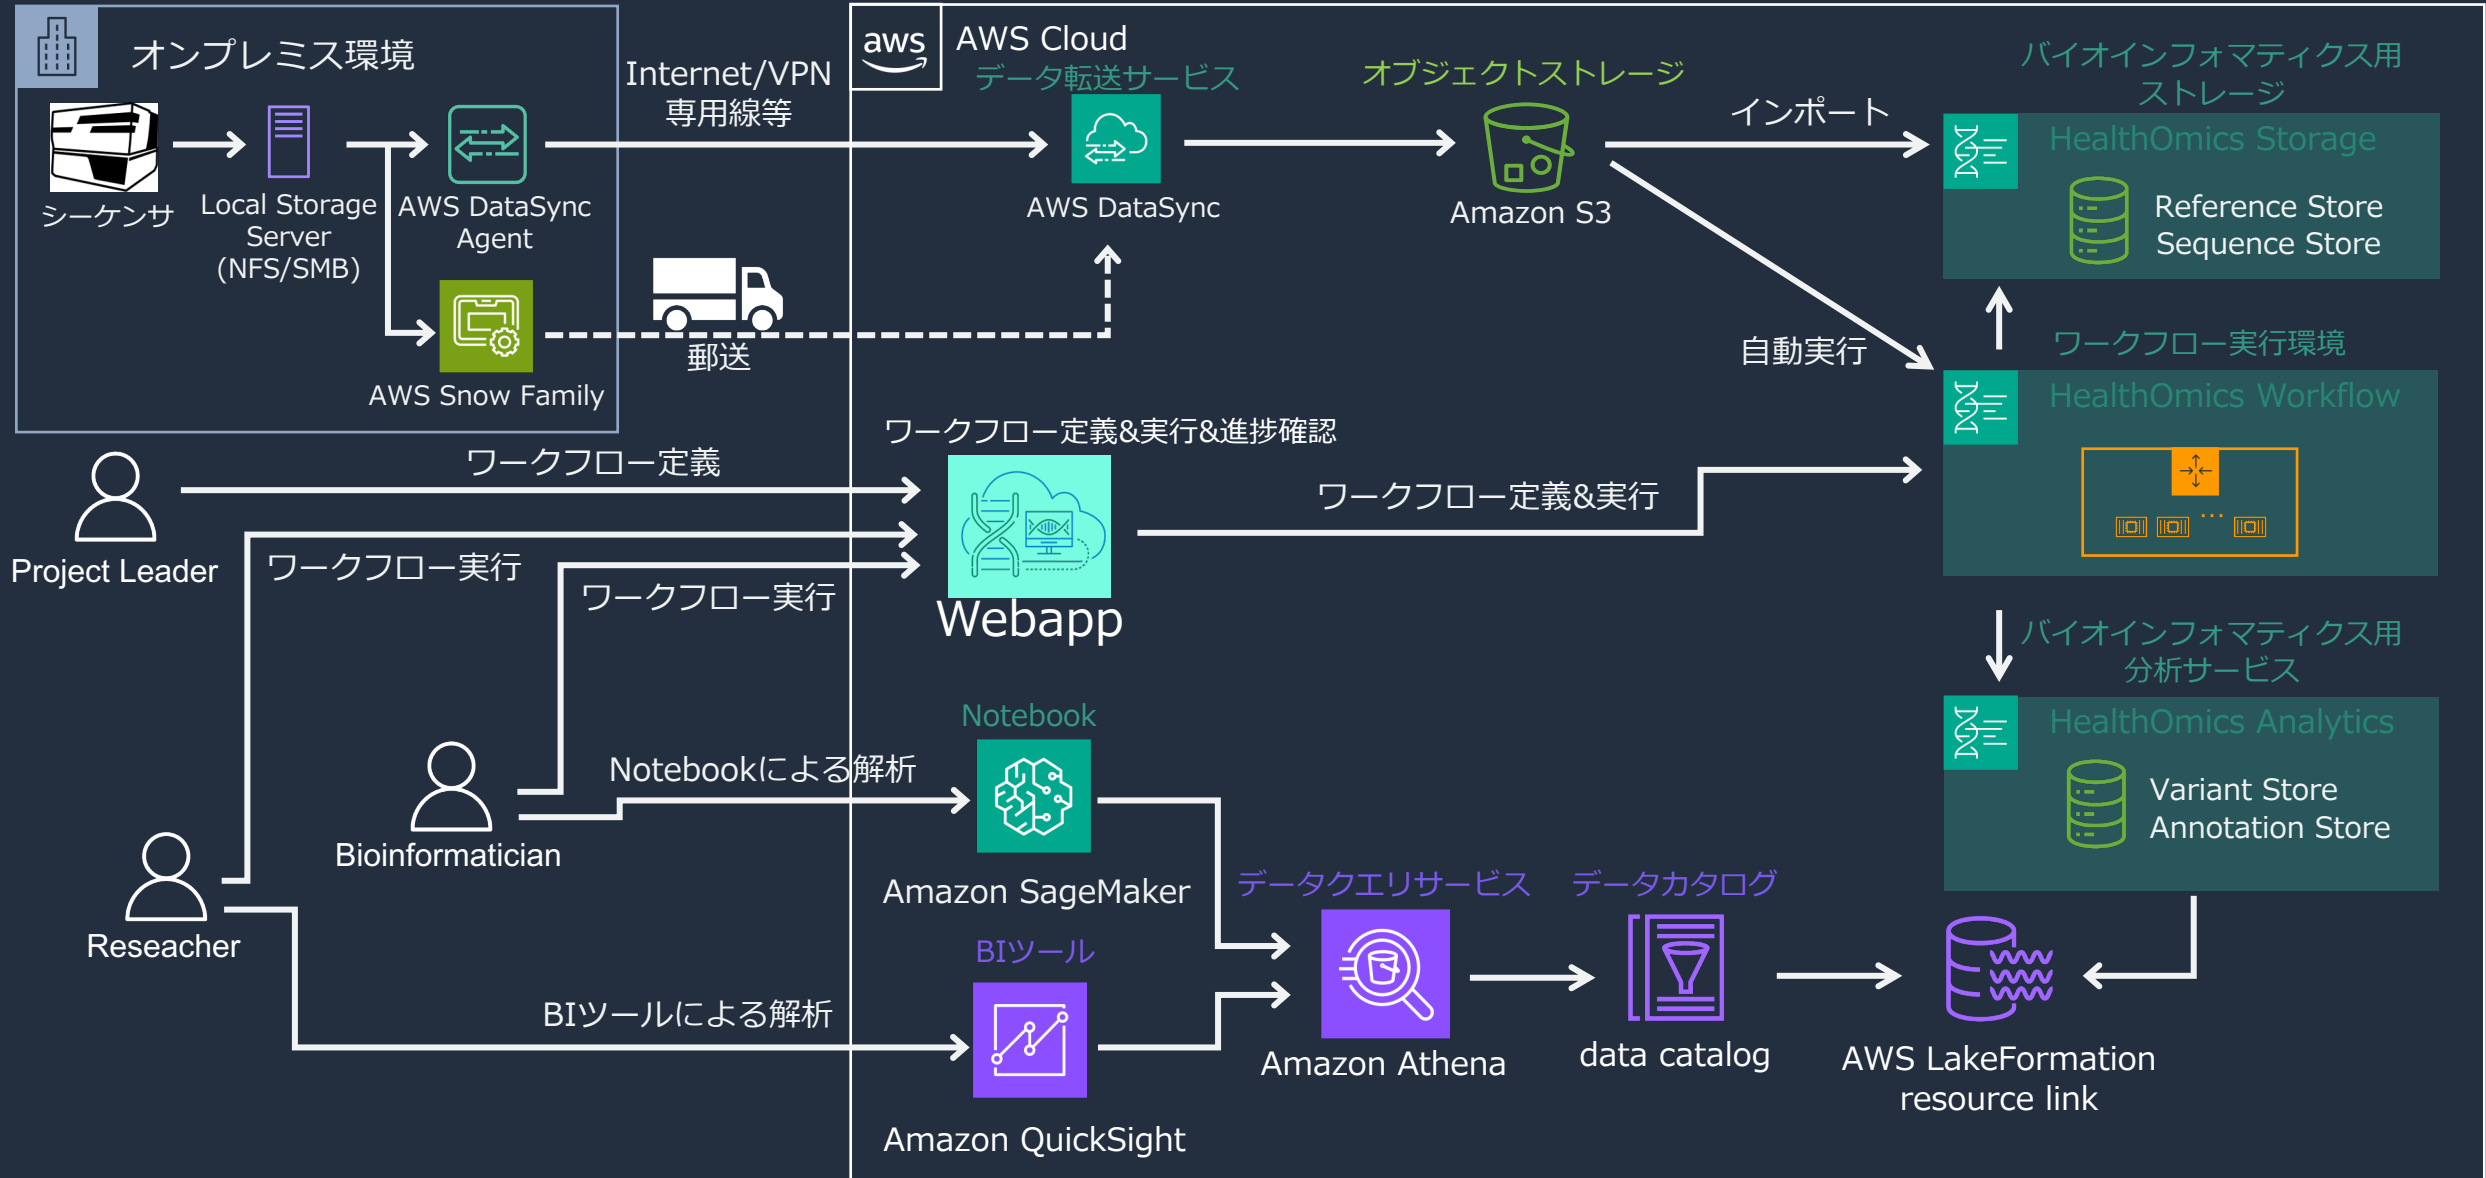 オンプレミス環境
シーケンサ
Local Storage
Server
(NFS/SMB)
AWS DataSync
Agent
AWS Snow Family
Internet/VPN
専用線等
郵送
aws
AWS Cloud
データ転送サービス
AWS DataSync
オブジェクトストレージ
Amazon S3
インポート
自動実行
バイオインフォマティクス用
ストレージ
HealthOmics Storage
Reference Store
Sequence Store
ワークフロー実行環境
HealthOmics Workflow
...
Project Leader
ワークフロー定義
ワークフロー実行
ワークフロー実行
ワークフロー定義&実行&進捗確認
Webapp
ワークフロー定義&実行
バイオインフォマティクス用
分析サービス
HealthOmics Analytics
Variant Store
Annotation Store
Bioinformatician
Notebookによる解析
Notebook
Amazon SageMaker
Reseacher
BIツールによる解析
BIツール
Amazon QuickSight
データクエリサービス
Amazon Athena
データカタログ
data catalog
AWS LakeFormation
resource link